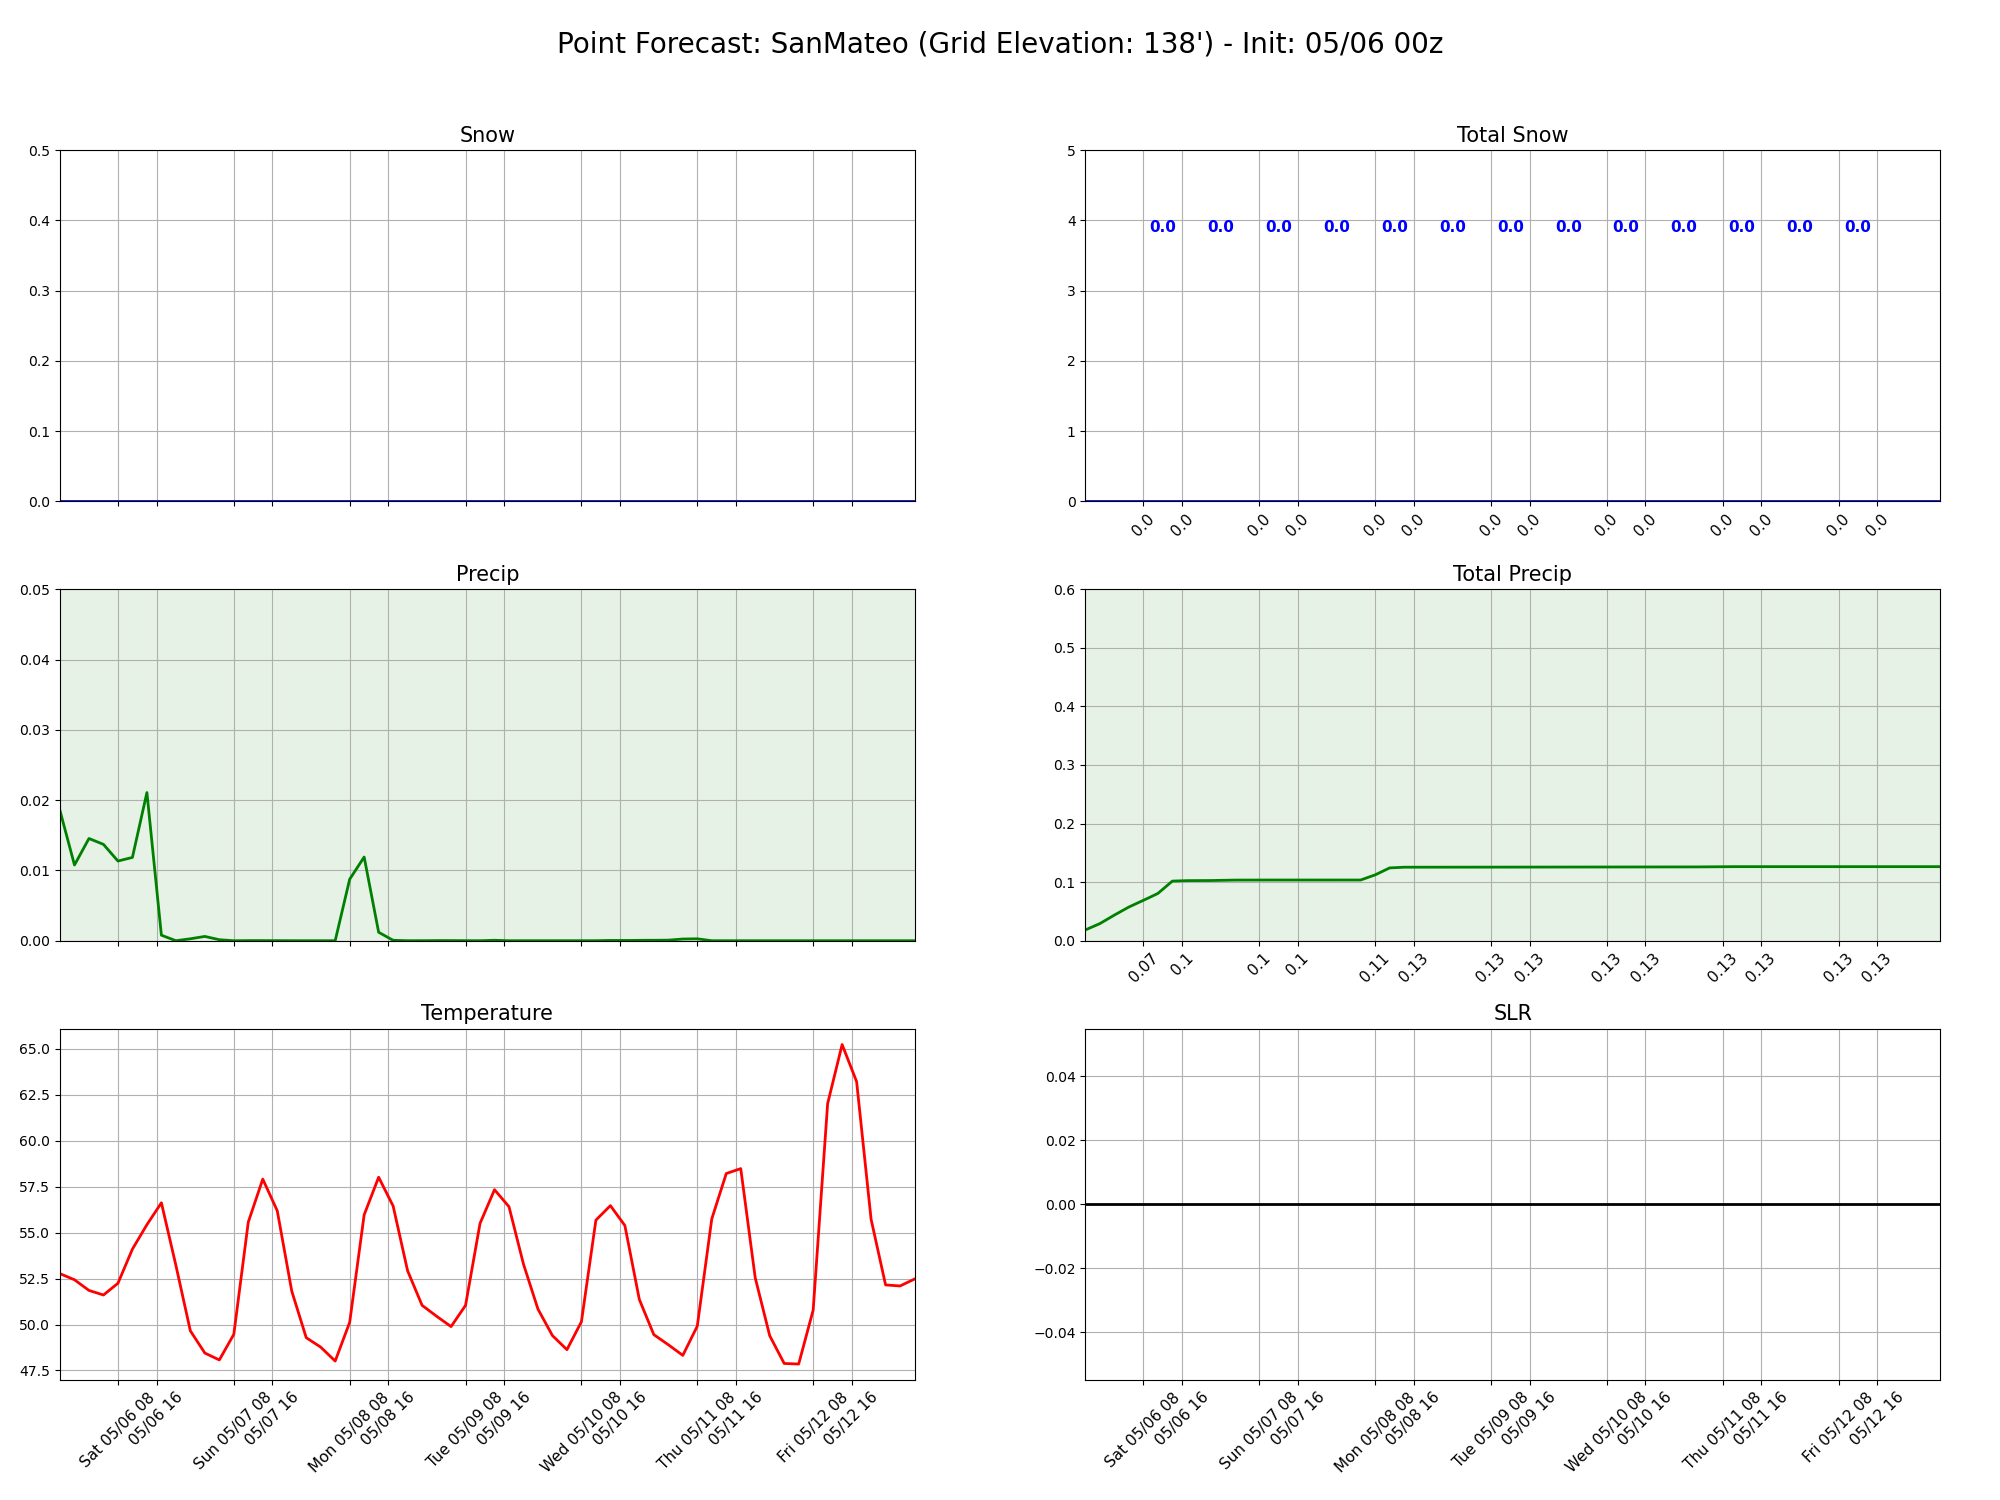 Point Forecast: SanMateo (Grid Elevation: 138') - Init: 05/06 00z
Snow
0.5
0.4
0.3
0.2
0.1
0.0
Total Snow
5
4
3
2
1
0
0.0 0.0 0.0 0.0 0.0 0.0 0.0 0.0 0.0 0.0 0.0 0.0 0.0
0.0 0.0 0.0 0.0 0.0 0.0 0.0 0.0 0.0 0.0 0.0 0.0 0.0 0.0
Precip
0.05
0.04
0.03
0.02
0.01
0.00
Total Precip
0.6
0.5
0.4
0.3
0.2
0.1
0.0
0.07 0.1 0.1 0.1 0.11 0.13 0.13 0.13 0.13 0.13 0.13 0.13 0.13 0.13
Temperature
65.0
62.5
60.0
57.5
55.0
52.5
50.0
47.5
Sat 05/06 08
05/06 16
Sun 05/07 08
05/07 16
Mon 05/08 08
05/08 16
Tue 05/09 08
05/09 16
Wed 05/10 08
05/10 16
Thu 05/11 08
05/11 16
Fri 05/12 08
05/12 16
SLR
0.04
0.02
0.00
−0.02
−0.04
Sat 05/06 08
05/06 16
Sun 05/07 08
05/07 16
Mon 05/08 08
05/08 16
Tue 05/09 08
05/09 16
Wed 05/10 08
05/10 16
Thu 05/11 08
05/11 16
Fri 05/12 08
05/12 16